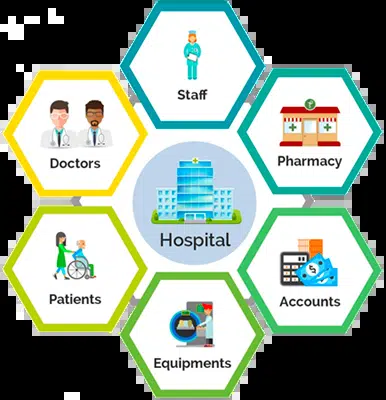 Staff
Doctors
Pharmacy
Hospital
Patients
Accounts
Equipments